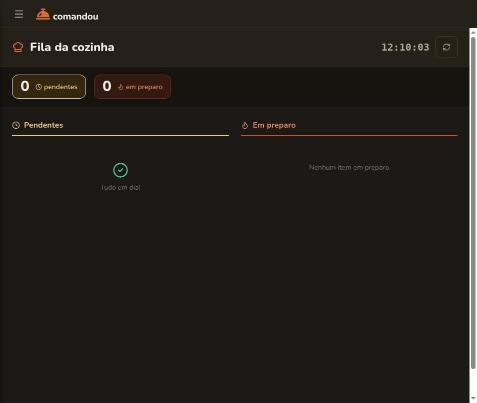 comandou
Fila da cozinha
12:10:03
0 pendentes
0 em preparo
Pendentes
Em preparo
Tudo em dia!
Nenhum item em preparo